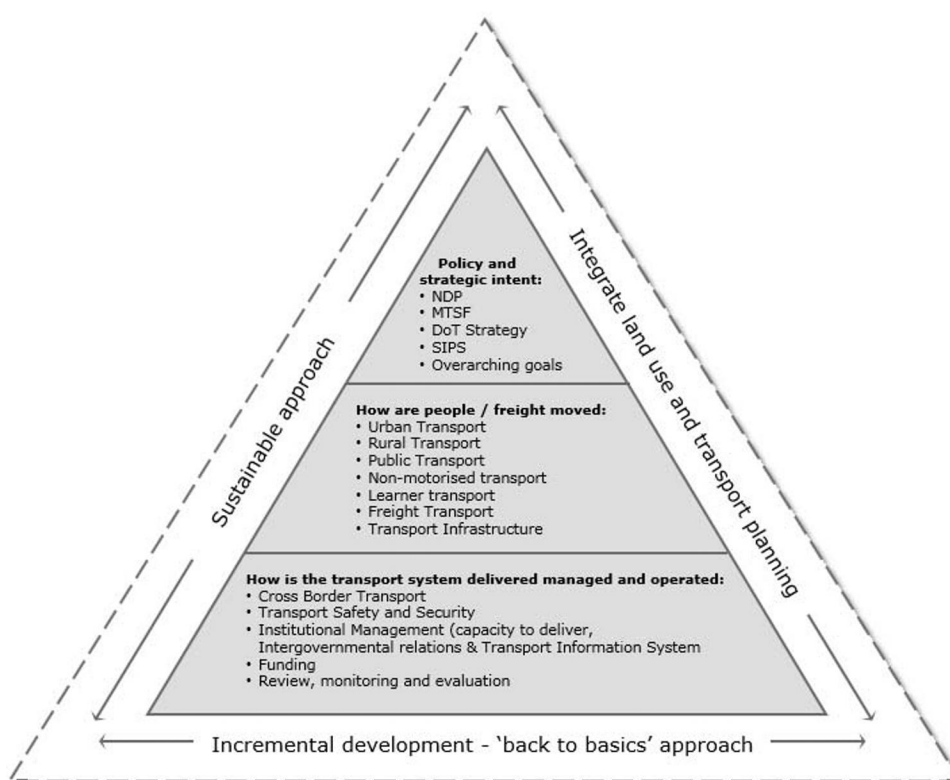 Policy and
strategic intent:
• NDP
• MTSF
• DoT Strategy
• SIPS
• Overarching goals
Sustainable approach
Integrate land use and transport planning
How are people / freight moved:
• Urban Transport
• Rural Transport
• Public Transport
• Non-motorised transport
• Learner transport
• Freight Transport
• Transport Infrastructure
How is the transport system delivered managed and operated:
• Cross Border Transport
• Transport Safety and Security
• Institutional Management (capacity to deliver,
Intergovernmental relations & Transport Information System
• Funding
• Review, monitoring and evaluation
Incremental development - ‘back to basics’ approach